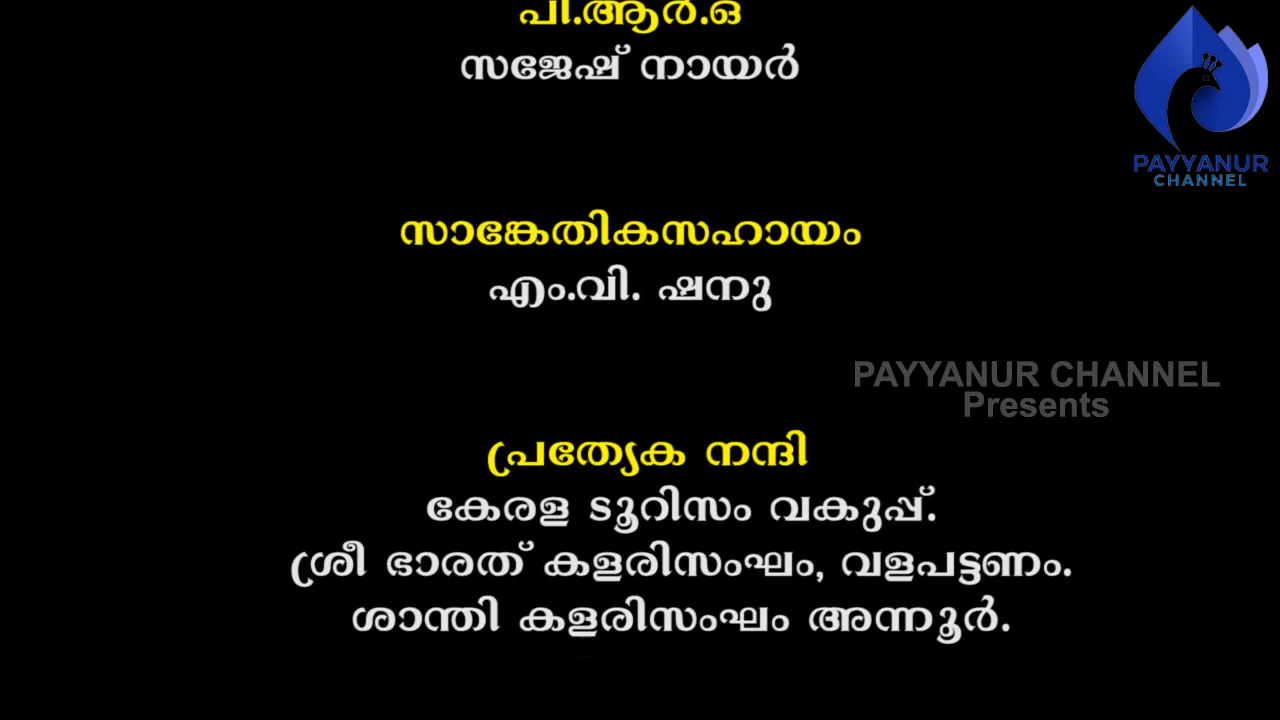 പി.ആർ.ഒ
സജേഷ് നായർ
PAYYANUR
CHANNEL
സാങ്കേതികസഹായം
എം.വി. ഷനു
PAYYANUR CHANNEL
Presents
പ്രത്യേക നന്ദി
കേരള ടൂറിസം വകുപ്പ്.
ശ്രീ ഭാരത് കളരിസംഘം, വളപട്ടണം.
ശാന്തി കളരിസംഘം അന്നൂർ.